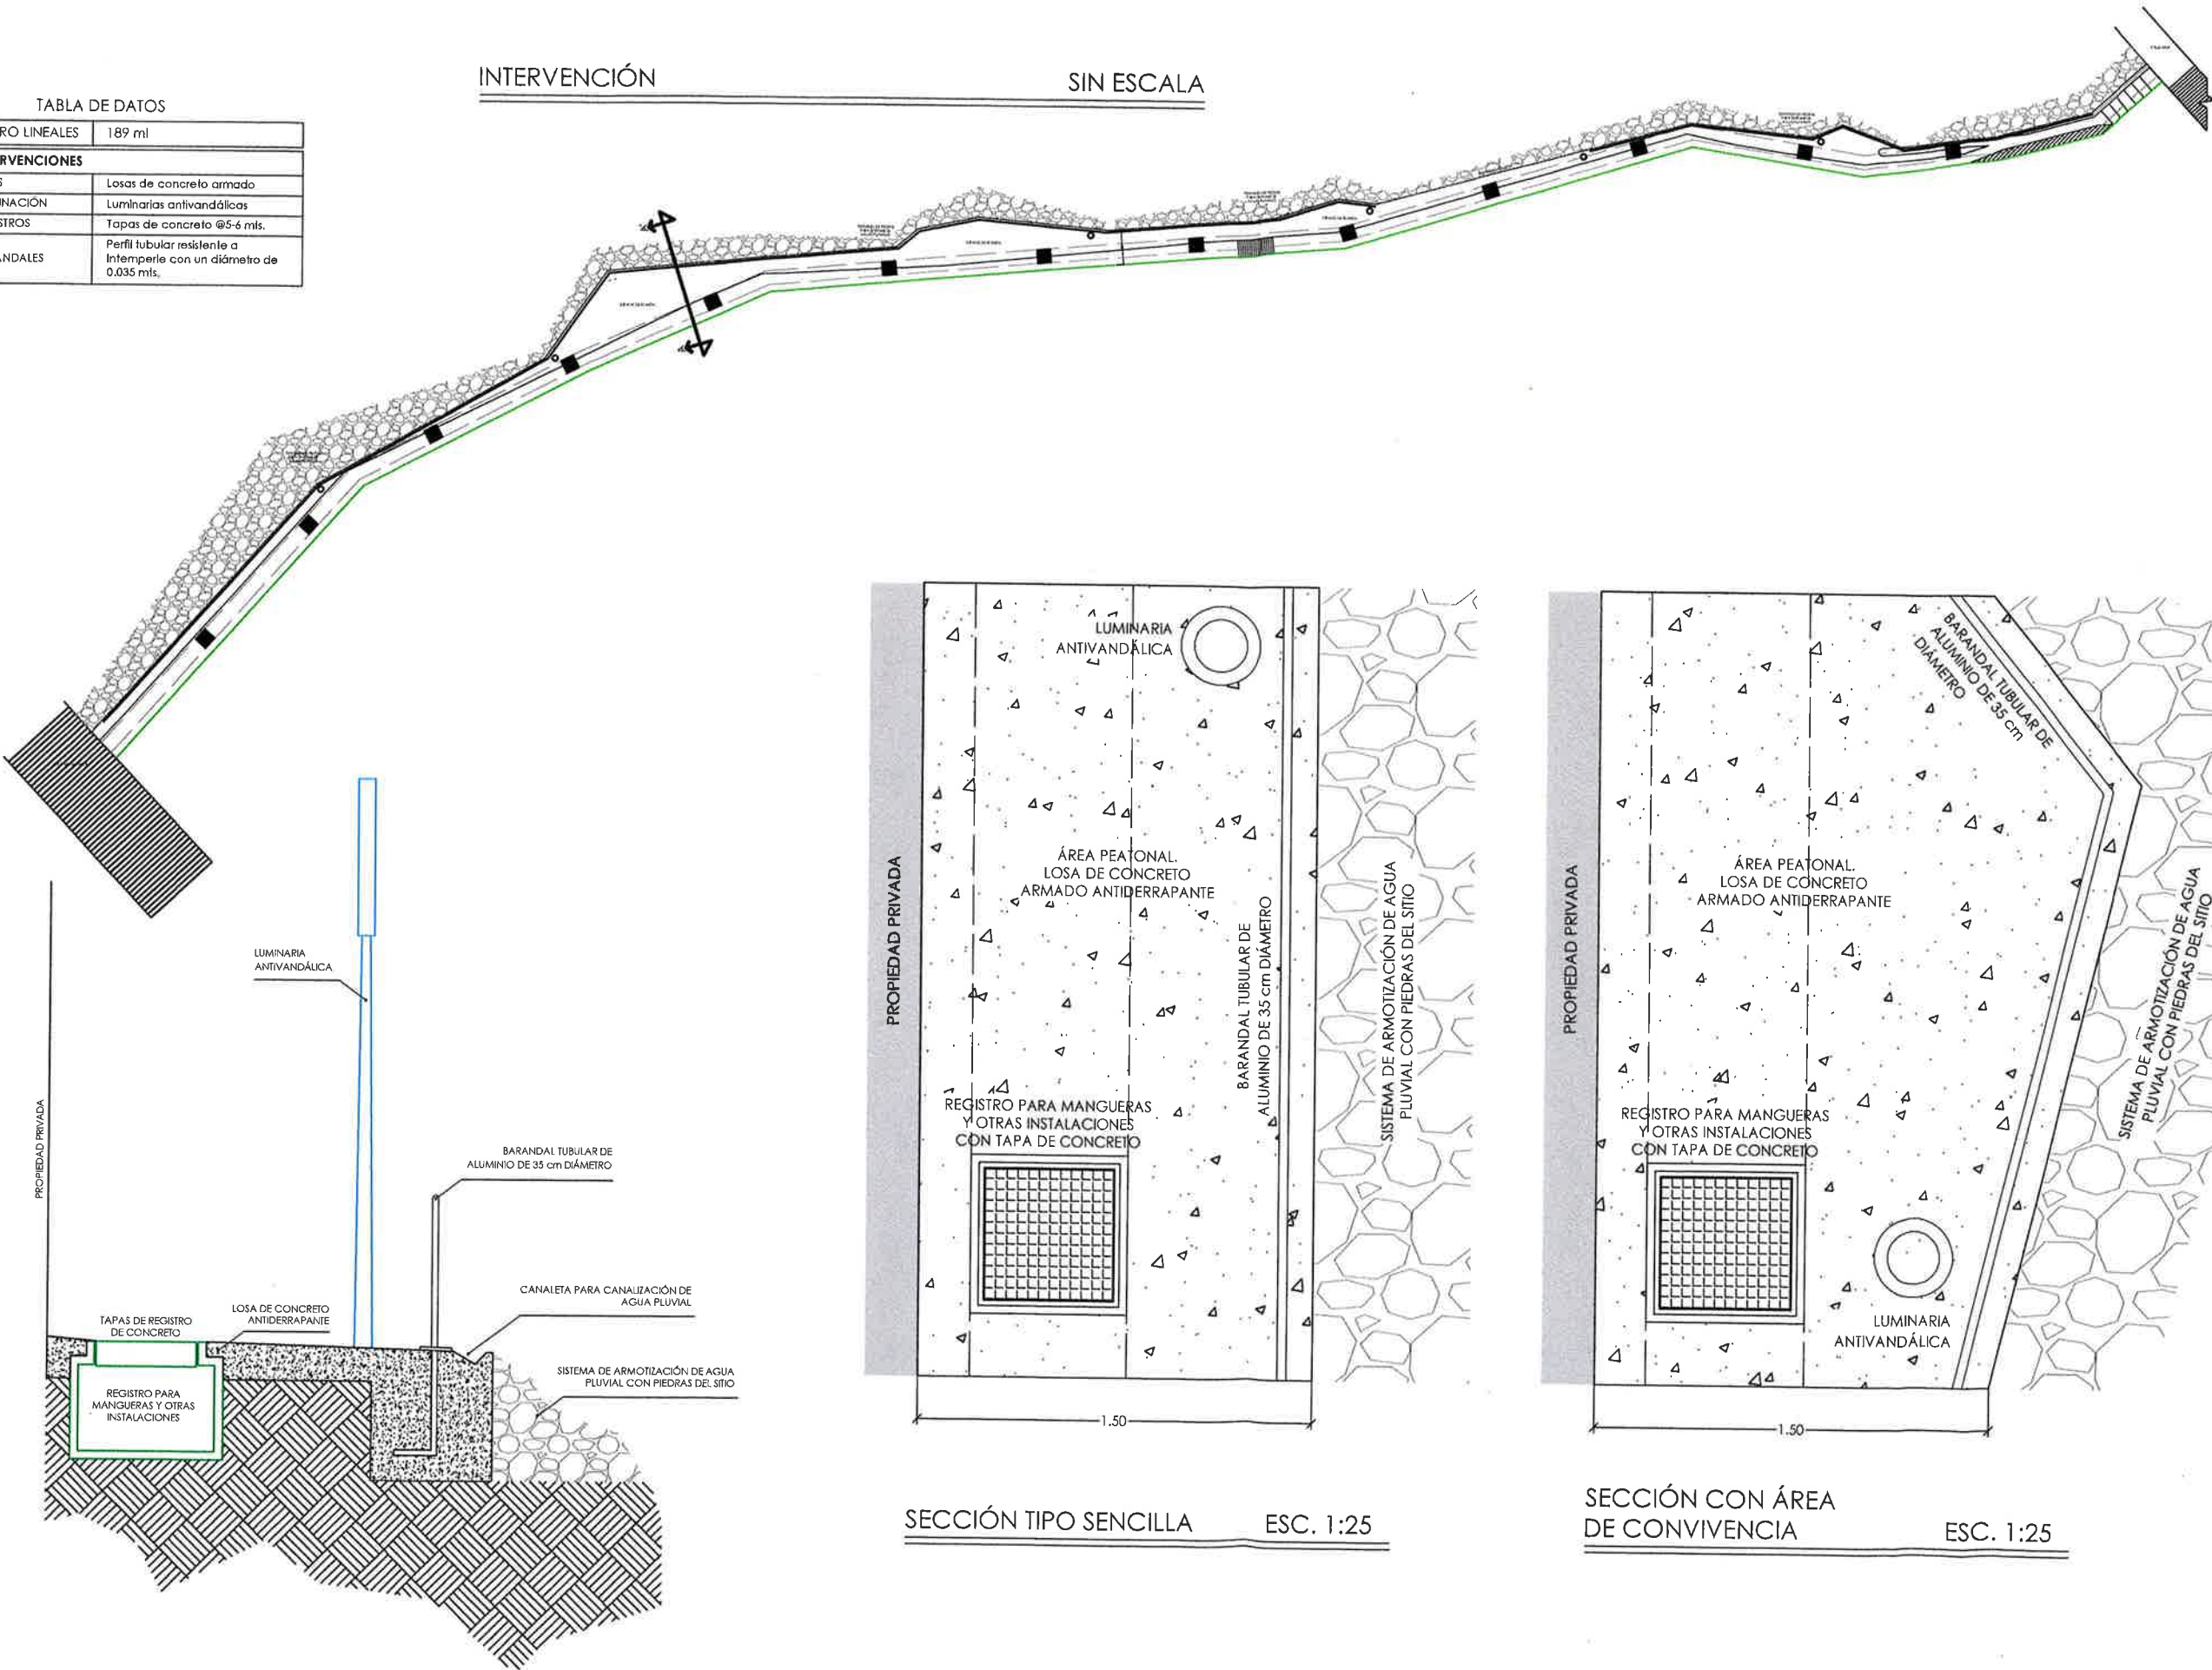 INTERVENCIÓN SIN ESCALA
TABLA DE DATOS
RO LINEALES 189 ml
RVENCIONES
S Losas de concreto armado
NACIÓN Luminarias antivandálicas
STROS Tapas de concreto @5-6 mts.
NDALES Perfil tubular resistente a
Intemperie con un diámetro de
0.035 mts.
LUMINARIA
ANTIVANDÁLICA
PROPIEDAD PRIVADA
BARANDAL TUBULAR DE
ALUMINIO DE 35 cm DIÁMETRO
CANALETA PARA CANALIZACIÓN DE
AGUA PLUVIAL
TAPAS DE REGISTRO
DE CONCRETO
LOSA DE CONCRETO
ANTIDERRAPANTE
SISTEMA DE ARMOTIZACIÓN DE AGUA
PLUVIAL CON PIEDRAS DEL SITIO
REGISTRO PARA
MANGUERAS Y OTRAS
INSTALACIONES
LUMINARIA
ANTIVANDÁLICA
PROPIEDAD PRIVADA
ÁREA PEATONAL.
LOSA DE CONCRETO
ARMADO ANTIDERRAPANTE
BARANDAL TUBULAR DE
ALUMINIO DE 35 cm DIÁMETRO
SISTEMA DE ARMOTIZACIÓN DE AGUA
PLUVIAL CON PIEDRAS DEL SITIO
REGISTRO PARA MANGUERAS
Y OTRAS INSTALACIONES
CON TAPA DE CONCRETO
1.50
SECCIÓN TIPO SENCILLA ESC. 1:25
BARANDAL TUBULAR DE
ALUMINIO DE 35 cm
DIÁMETRO
PROPIEDAD PRIVADA
ÁREA PEATONAL.
LOSA DE CONCRETO
ARMADO ANTIDERRAPANTE
SISTEMA DE ARMOTIZACIÓN DE AGUA
PLUVIAL CON PIEDRAS DEL SITIO
REGISTRO PARA MANGUERAS
Y OTRAS INSTALACIONES
CON TAPA DE CONCRETO
LUMINARIA
ANTIVANDÁLICA
1.50
SECCIÓN CON ÁREA
DE CONVIVENCIA ESC. 1:25